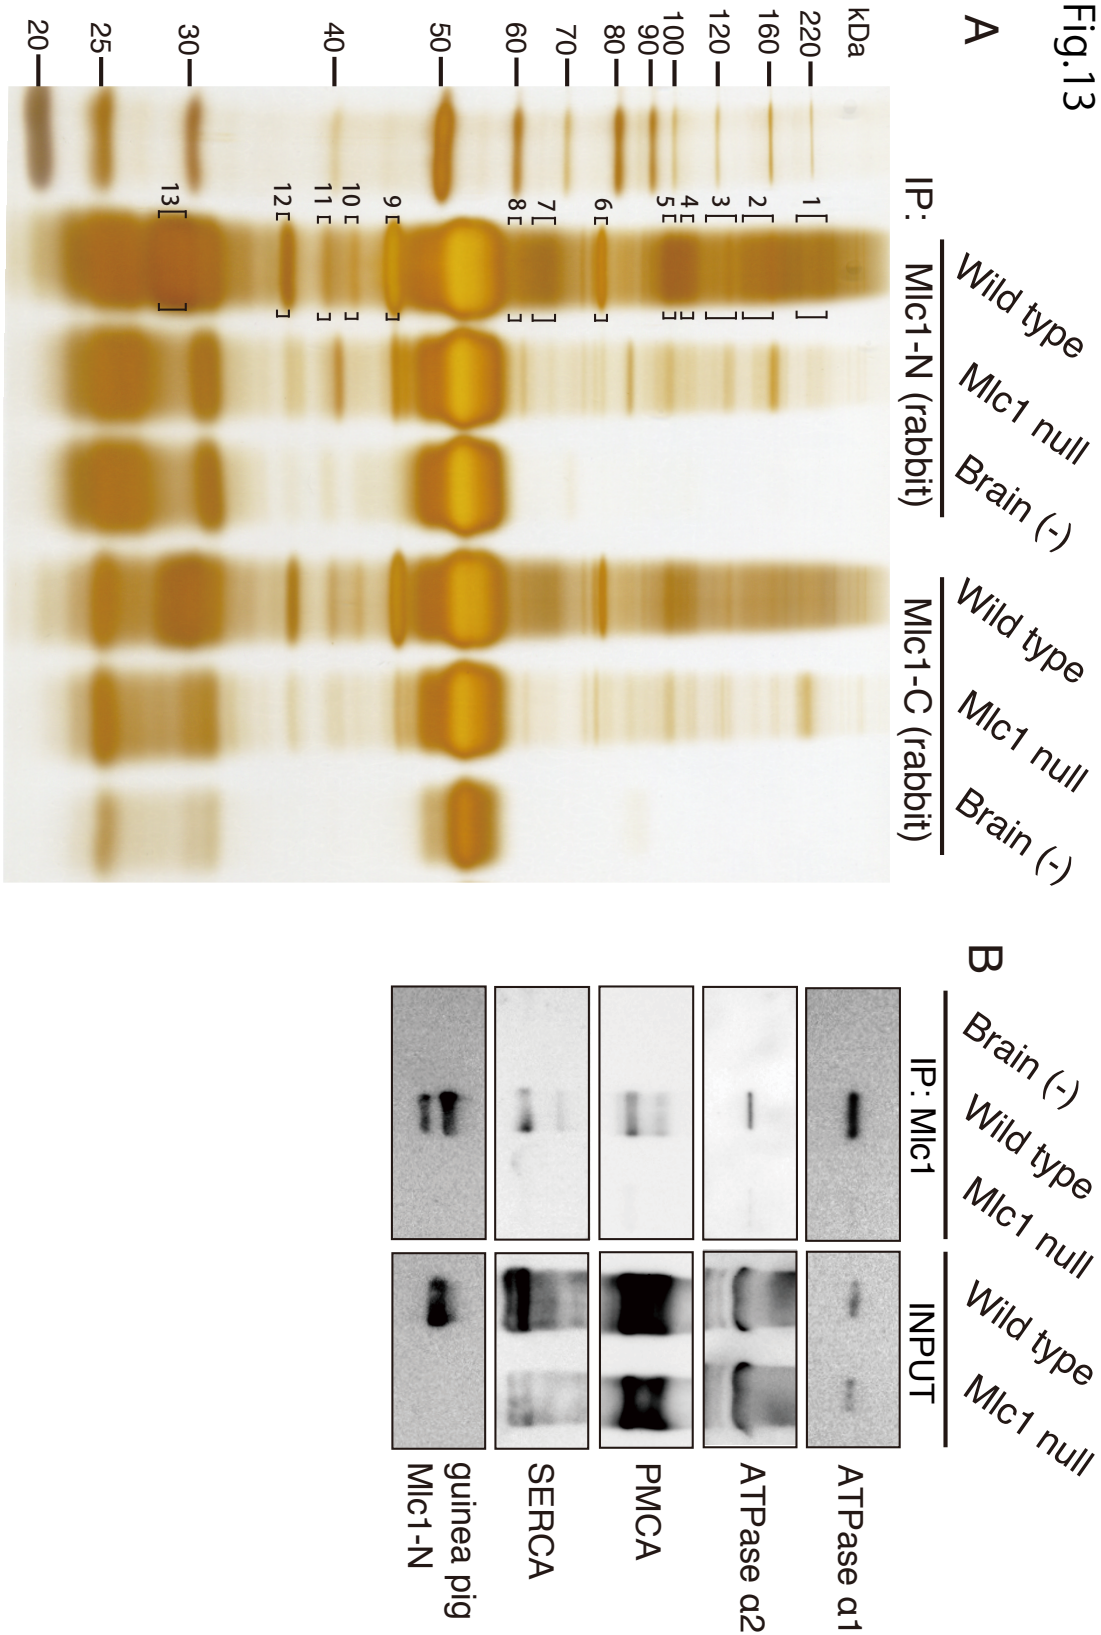 Fig.13
A
IP:
Wild type
Mlc1 null
Brain (-)
Wild type
Mlc1 null
Brain (-)
Mlc1-N (rabbit)
Mlc1-C (rabbit)
kDa
220
160
120
100
90
80
70
60
50
40
30
25
20
1
2
3
4
5
6
7
8
9
10
11
12
13
B
Brain (-)
Wild type
Mlc1 null
Wild type
Mlc1 null
IP: Mlc1
INPUT
ATPase α1
ATPase α2
PMCA
SERCA
guinea pig
Mlc1-N